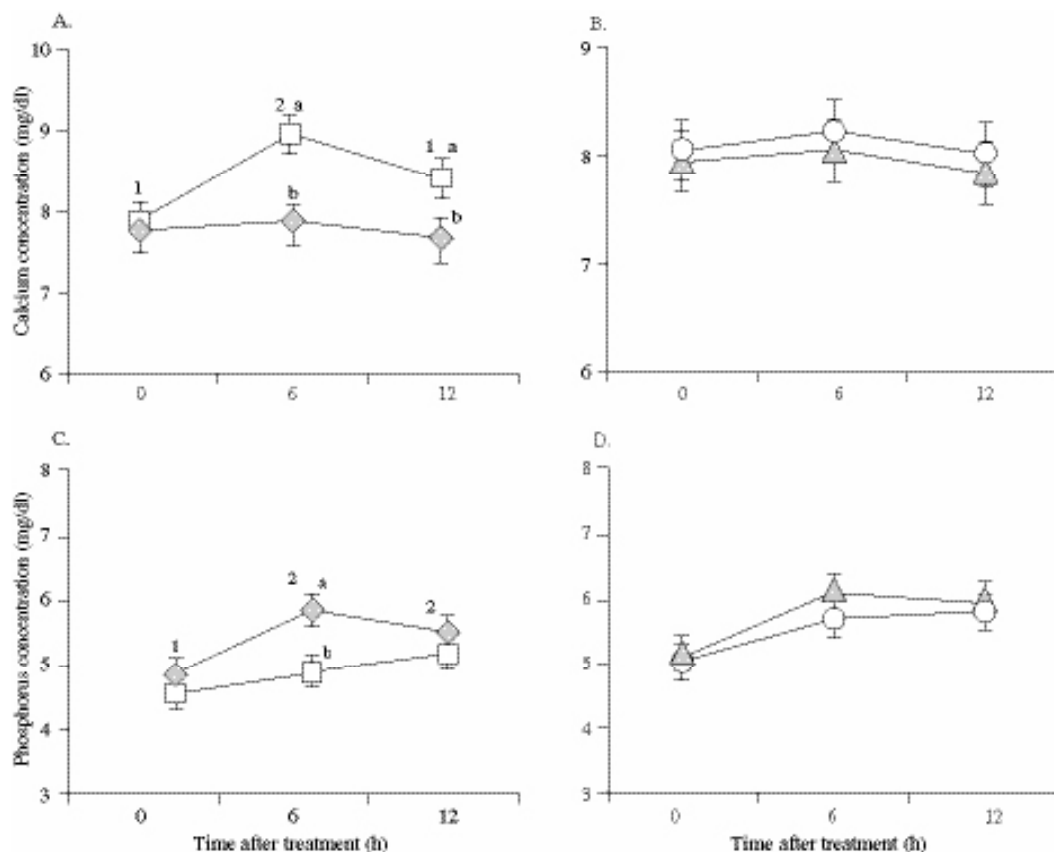 A.
Calcium concentration (mg/dl)
10
9
8
7
6
1
2 a
1 a
b
b
0 6 12
B.
9
8
7
6
0 6 12
C.
Phosphorus concentration (mg/dl)
8
7
6
5
4
3
1
2 a
2
b
0 6 12
Time after treatment (h)
D.
8
7
6
5
4
3
0 6 12
Time after treatment (h)